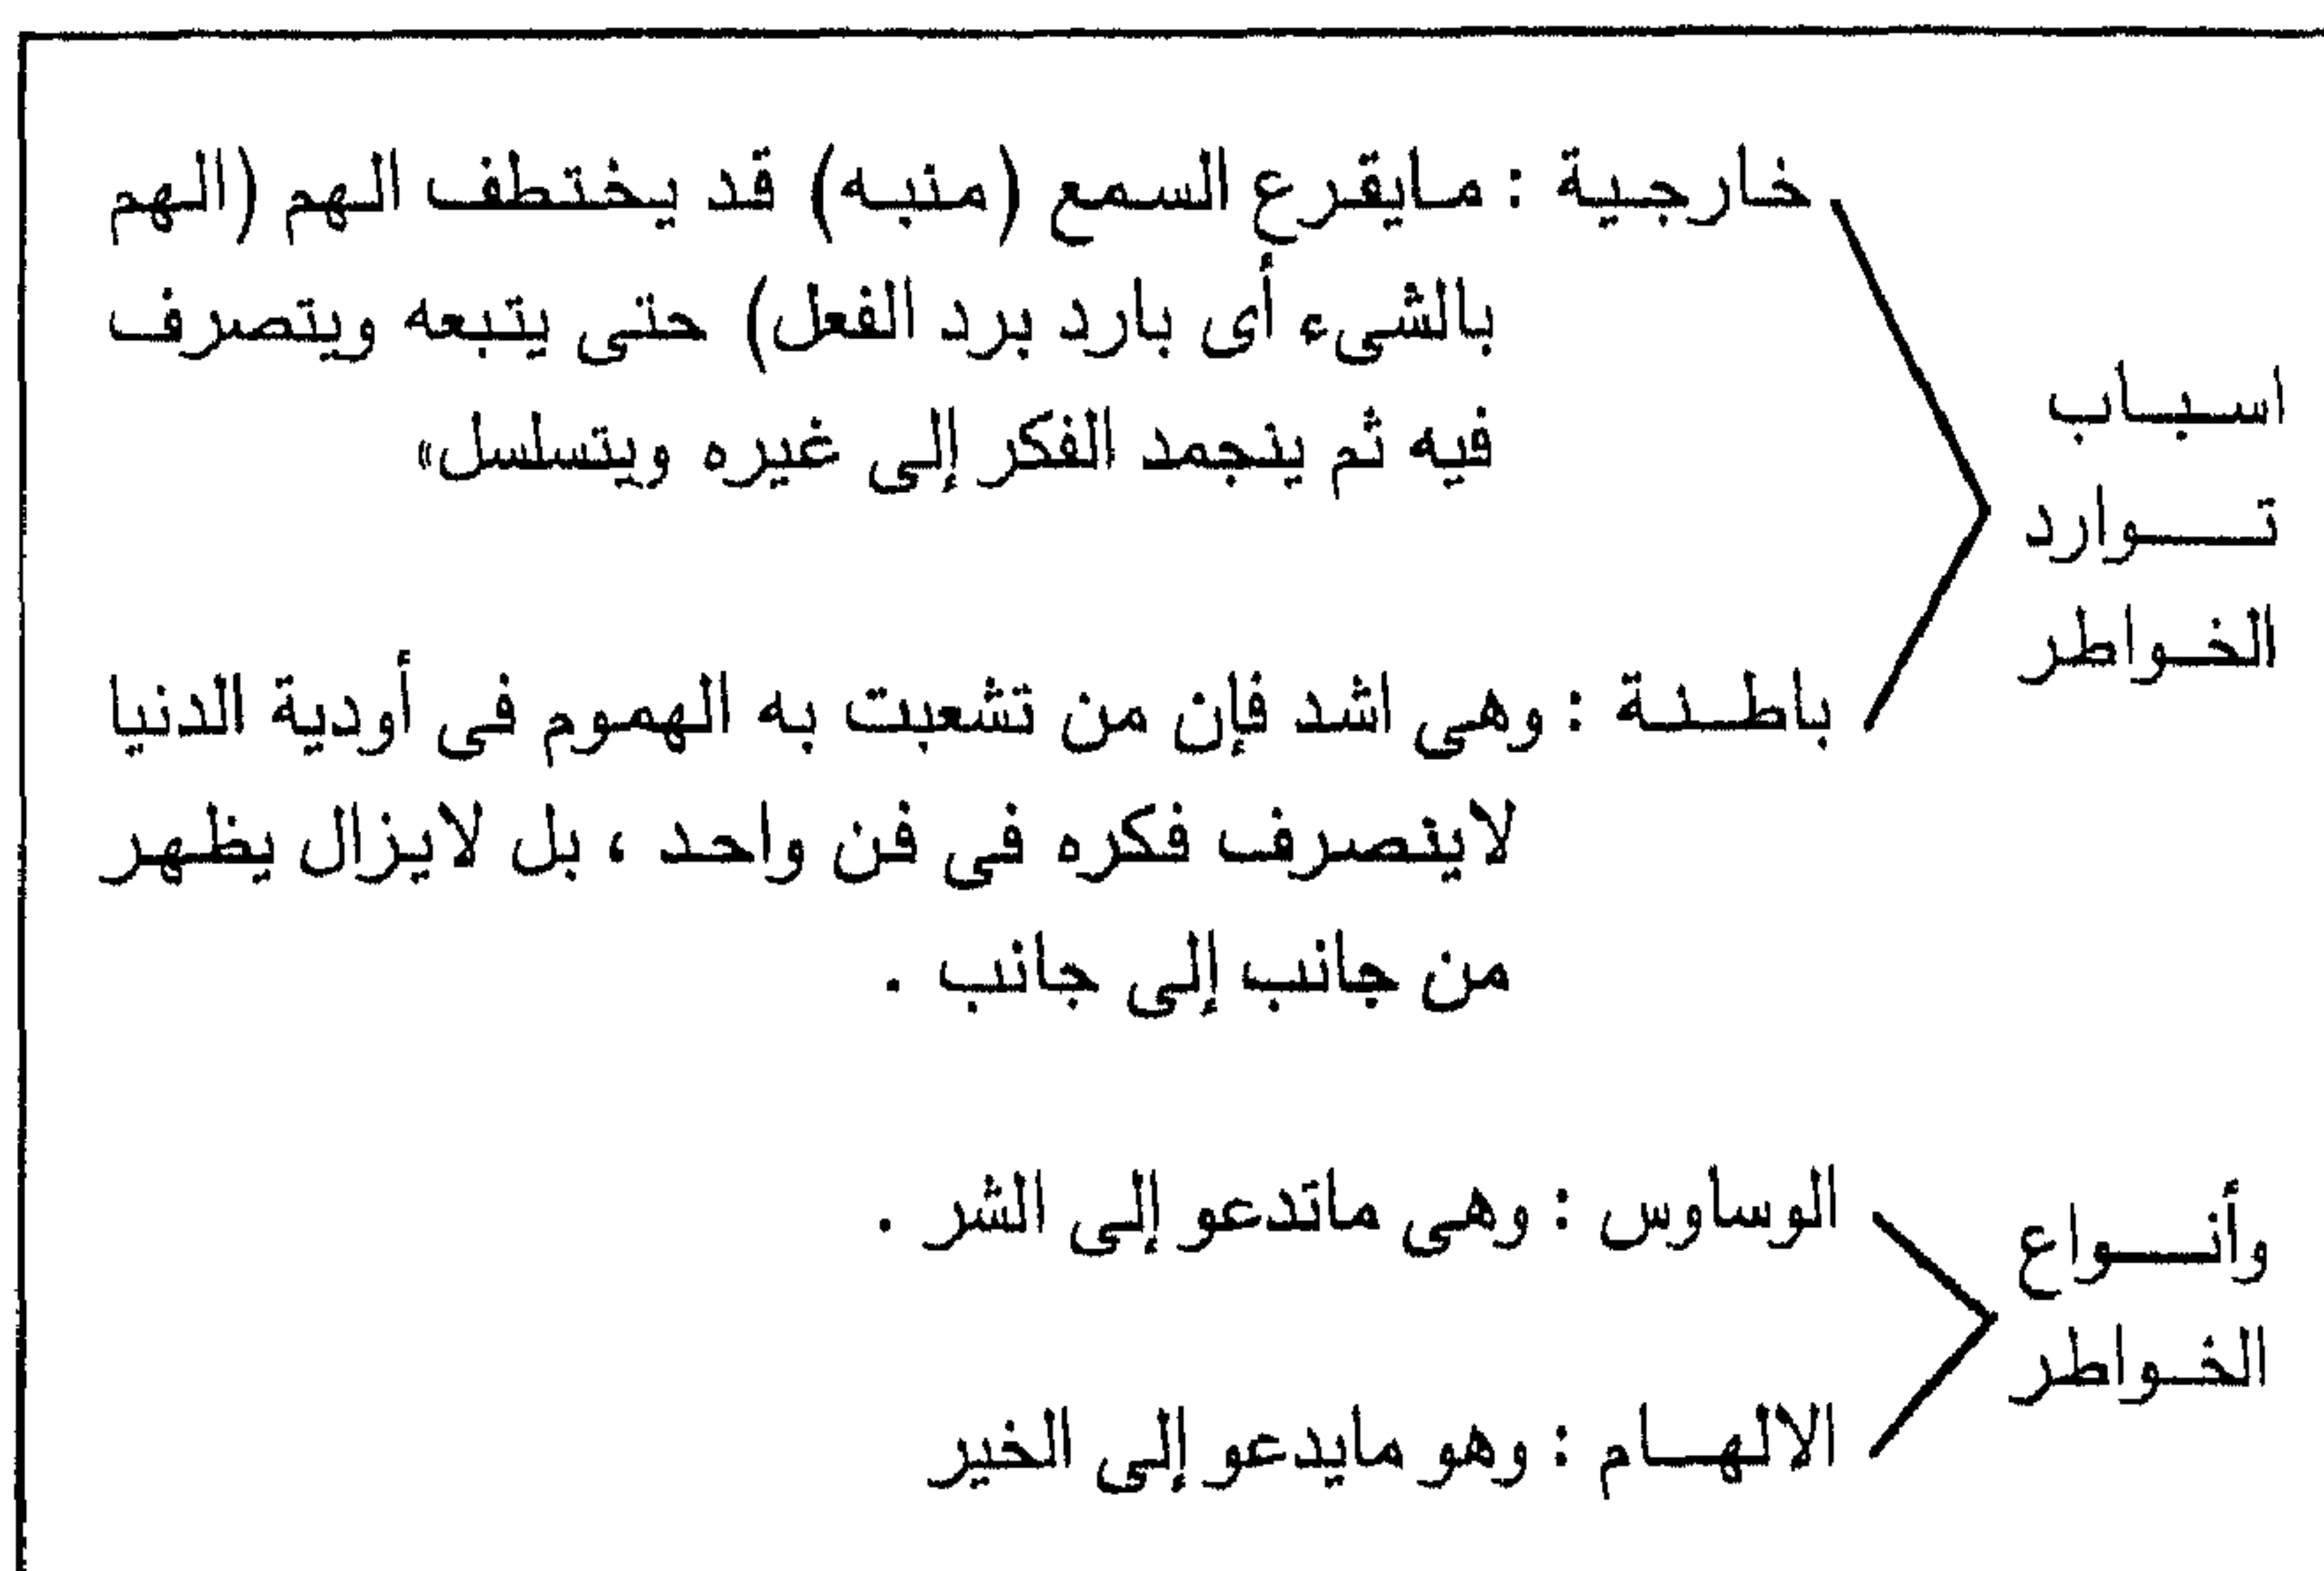 اسباب
توارد
الخواطر
خارجية : مايقرع السمع (منبه) قد يختطف الهم (الهم
بالشىء أى بارد برد الفعل) حتى يتبعه ويتصرف
فيه ثم ينجمد الفكر إلى غيره ويتسلسل»
باطنة : وهى اشد فإن من تشعبت به الهموم فى أودية الدنيا
لاينصرف فكره فى فن واحد ، بل لايزال يظهر
من جانب إلى جانب .
وأنواع
الخواطر
الوساوس : وهى ماتدعو إلى الشر .
الالهام : وهو مايدعو إلى الخير